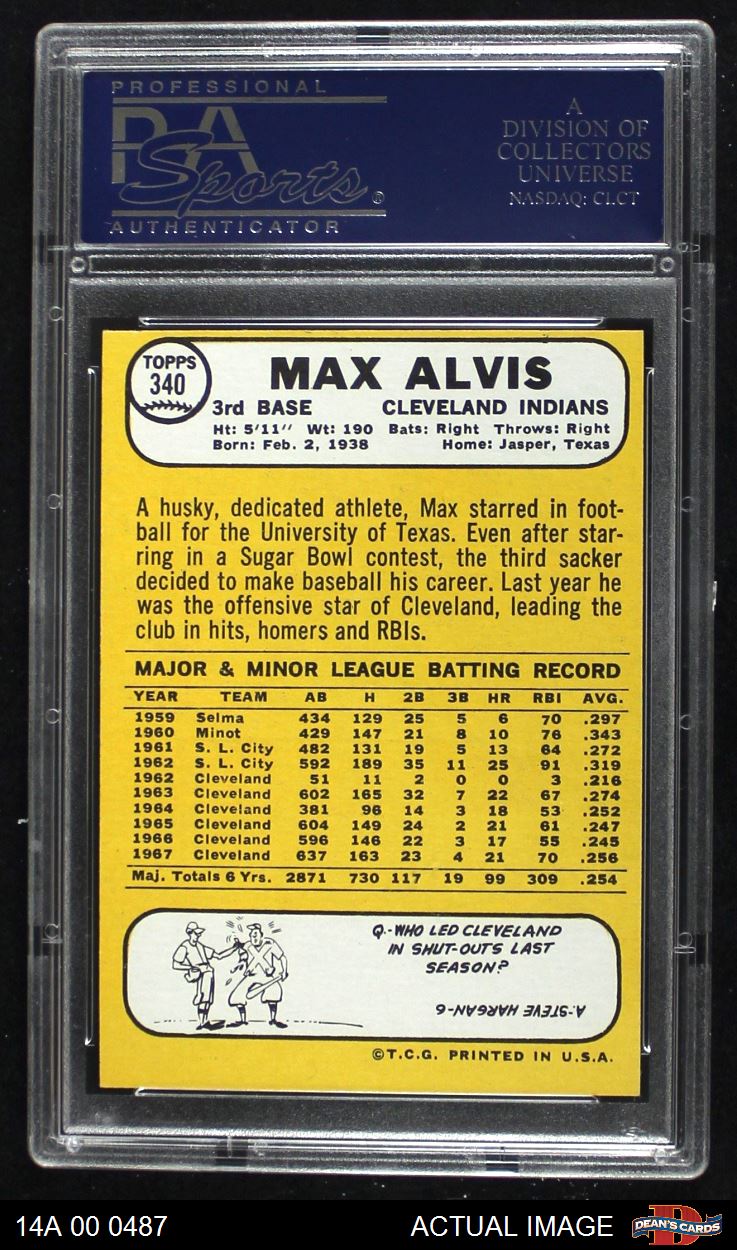 PROFESSIONAL
PSA
Sports ®
AUTHENTICATOR
A
DIVISION OF
COLLECTORS
UNIVERSE
NASDAQ: CLCT
TOPPS
340
MAX ALVIS
3rd BASE CLEVELAND INDIANS
Ht: 5'11" Wt: 190 Bats: Right Throws: Right
Born: Feb. 2, 1938 Home: Jasper, Texas
A husky, dedicated athlete, Max starred in foot-
ball for the University of Texas. Even after star-
ring in a Sugar Bowl contest, the third sacker
decided to make baseball his career. Last year he
was the offensive star of Cleveland, leading the
club in hits, homers and RBIs.
MAJOR & MINOR LEAGUE BATTING RECORD
YEAR TEAM AB H 2B 3B HR RBI AVG.
1959 Selma 434 129 25 5 6 70 .297
1960 Minot 429 147 21 8 10 76 .343
1961 S. L. City 482 131 19 5 13 64 .272
1962 S. L. City 592 189 35 11 25 91 .319
1962 Cleveland 51 11 2 0 0 3 .216
1963 Cleveland 602 165 32 7 22 67 .274
1964 Cleveland 381 96 14 3 18 53 .252
1965 Cleveland 604 149 24 2 21 61 .247
1966 Cleveland 596 146 22 3 17 55 .245
1967 Cleveland 637 163 23 4 21 70 .256
Maj. Totals 6 Yrs. 2871 730 117 19 99 309 .254
Q.-WHO LED CLEVELAND
IN SHUT-OUTS LAST
SEASON?
A.-STEVE HARGAN-6
©T.C.G. PRINTED IN U.S.A.
14A 00 0487 ACTUAL IMAGE
DEAN'S CARDS